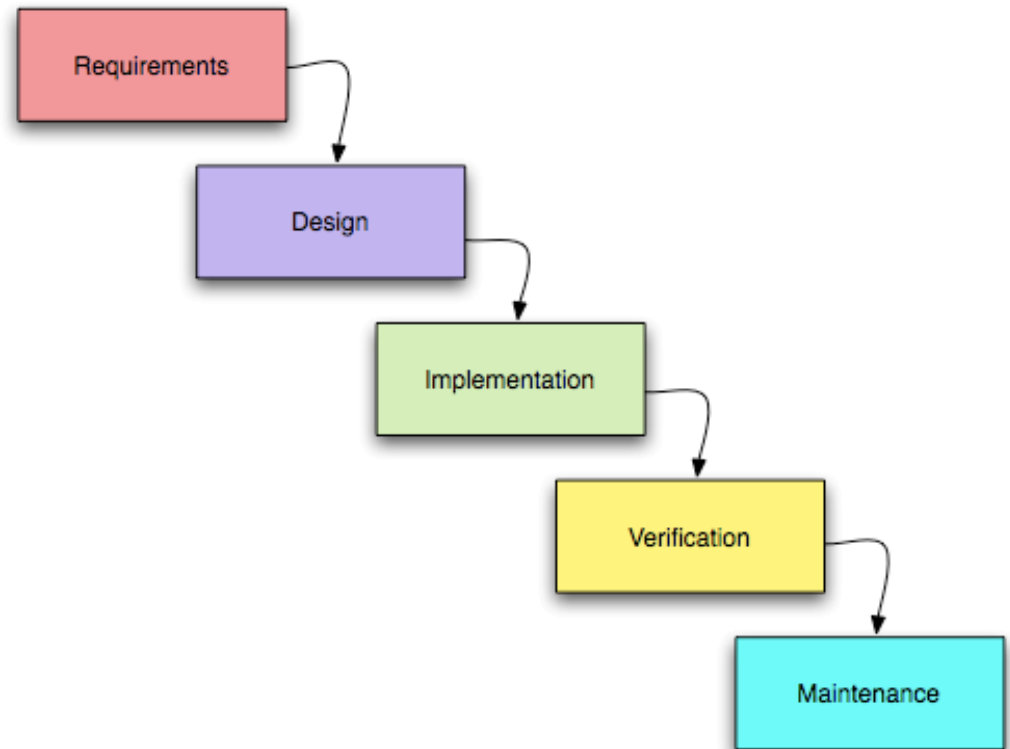 Requirements
Design
Implementation
Verification
Maintenance